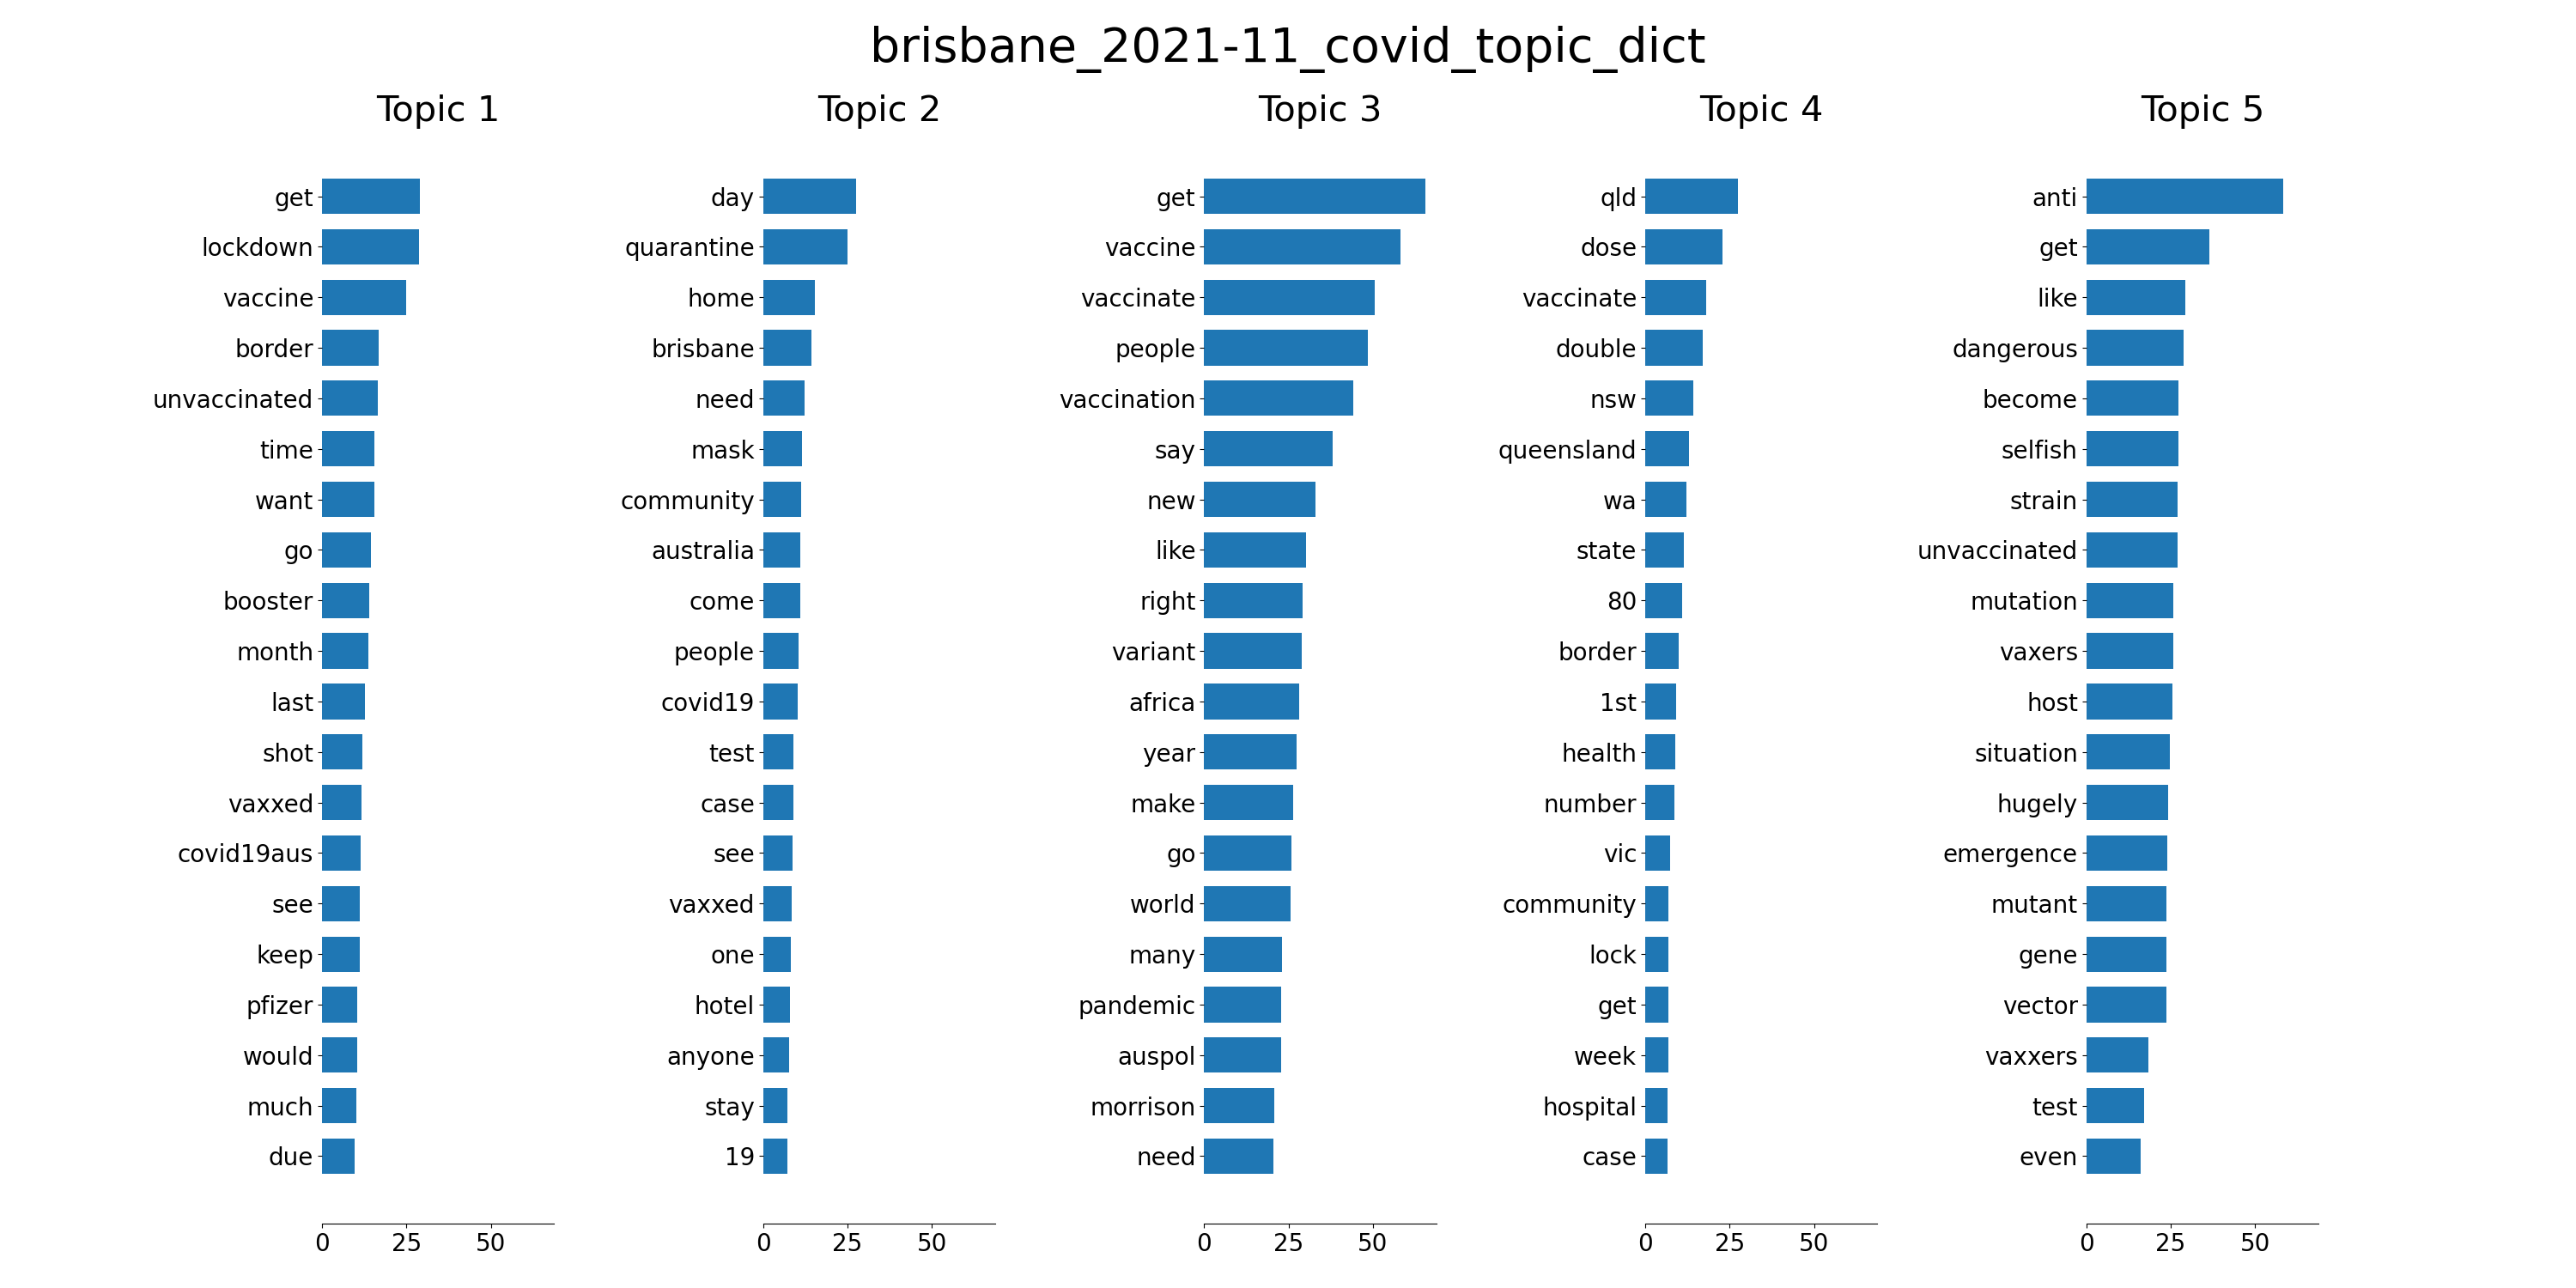 brisbane_2021-11_covid_topic_dict
Topic 1
get
lockdown
vaccine
border
unvaccinated
time
want
go
booster
month
last
shot
vaxxed
covid19aus
see
keep
pfizer
would
much
due
0 25 50
Topic 2
day
quarantine
home
brisbane
need
mask
community
australia
come
people
covid19
test
case
see
vaxxed
one
hotel
anyone
stay
19
0 25 50
Topic 3
get
vaccine
vaccinate
people
vaccination
say
new
like
right
variant
africa
year
make
go
world
many
pandemic
auspol
morrison
need
0 25 50
Topic 4
qld
dose
vaccinate
double
nsw
queensland
wa
state
80
border
1st
health
number
vic
community
lock
get
week
hospital
case
0 25 50
Topic 5
anti
get
like
dangerous
become
selfish
strain
unvaccinated
mutation
vaxers
host
situation
hugely
emergence
mutant
gene
vector
vaxxers
test
even
0 25 50